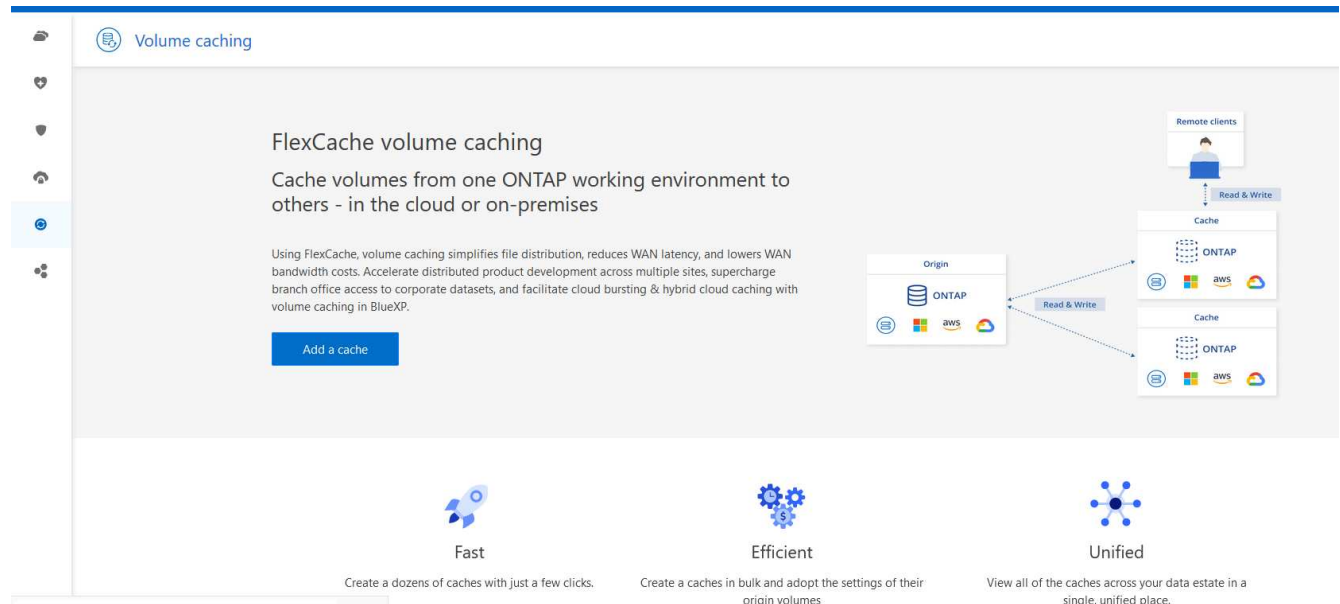 Volume caching
FlexCache volume caching
Cache volumes from one ONTAP working environment to
others - in the cloud or on-premises
Using FlexCache, volume caching simplifies file distribution, reduces WAN latency, and lowers WAN
bandwidth costs. Accelerate distributed product development across multiple sites, supercharge
branch office access to corporate datasets, and facilitate cloud bursting & hybrid cloud caching with
volume caching in BlueXP.
Add a cache
Remote clients
Read & Write
Cache
ONTAP
aws
Origin
ONTAP
aws
Read & Write
Cache
ONTAP
aws
$
Fast
Create a dozens of caches with just a few clicks.
Efficient
Create a caches in bulk and adopt the settings of their
origin volumes
Unified
View all of the caches across your data estate in a
single, unified place.